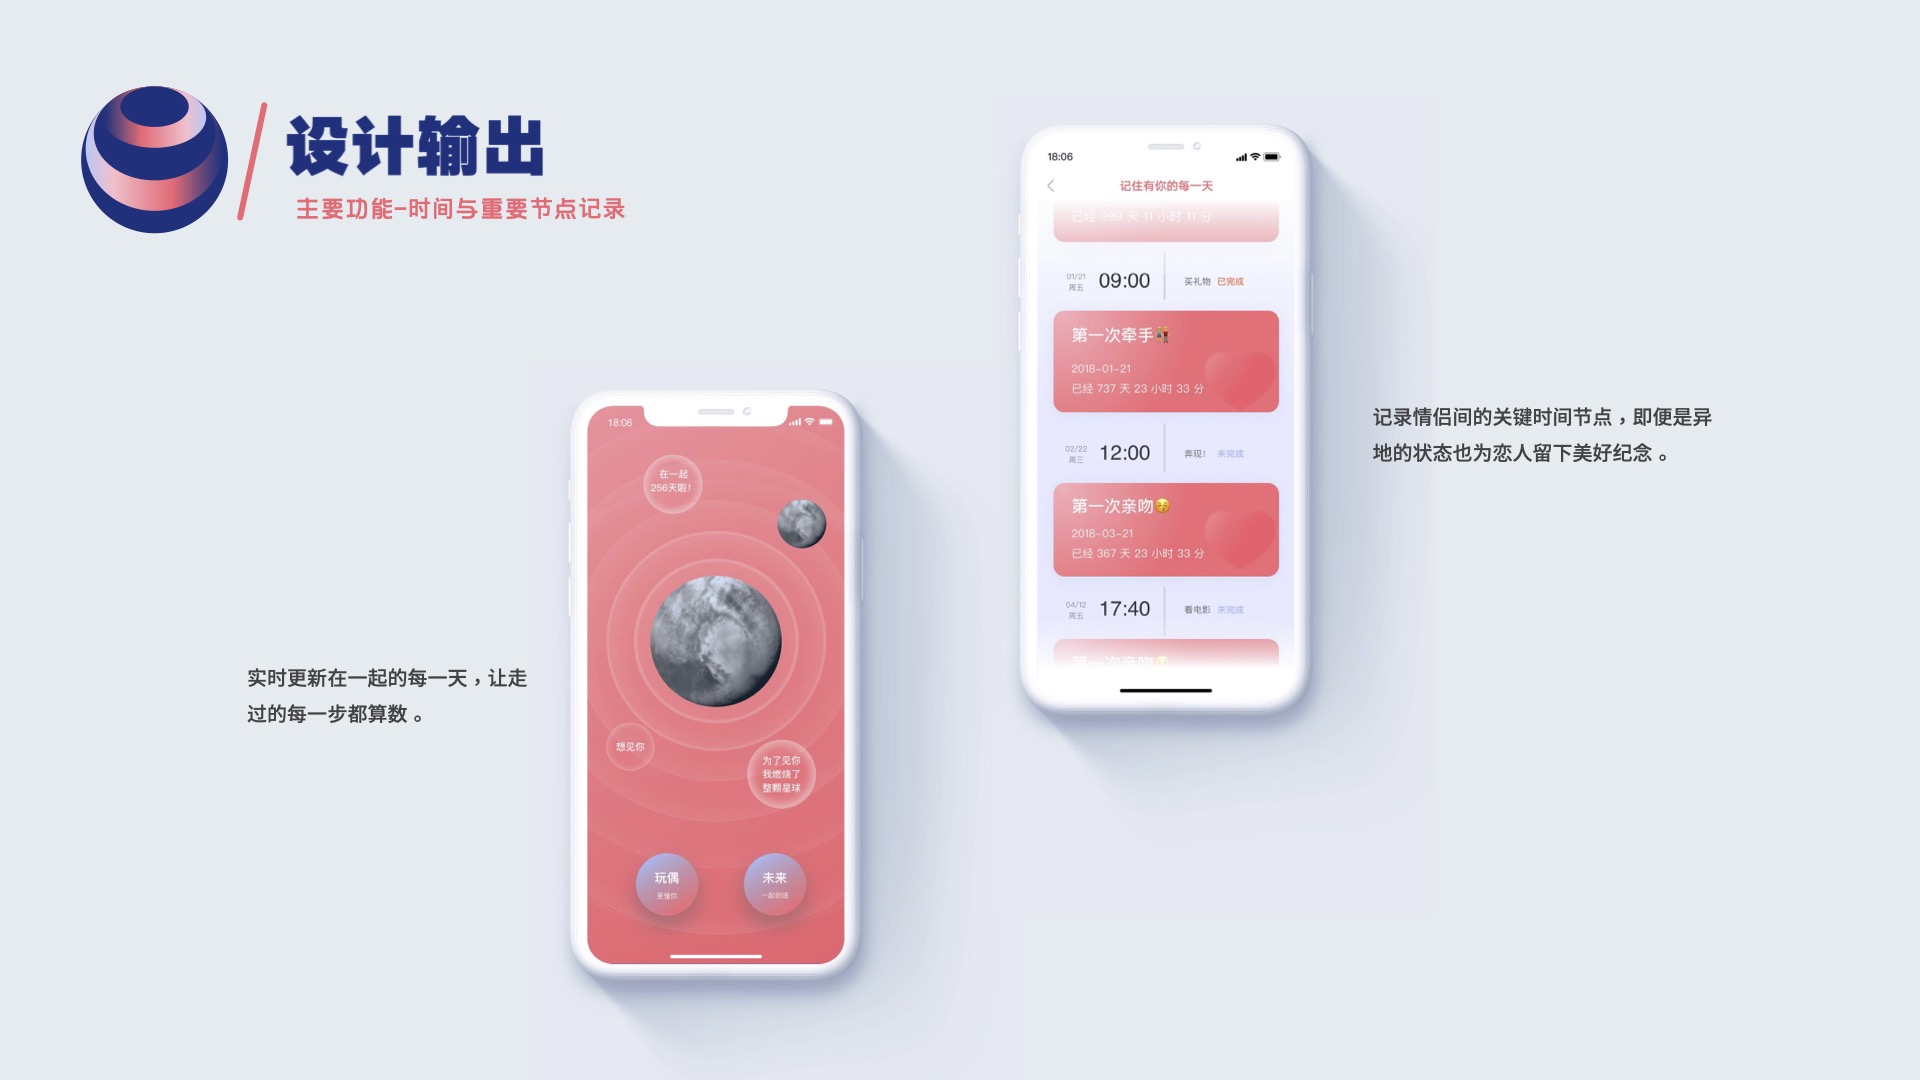 设计输出
主要功能-时间与重要节点记录
18:06
记住有你的每一天
已经 999 天 11 小时 11 分
01/21
周五
09:00
买礼物 已完成
第一次牵手👫
2018-01-21
已经 737 天 23 小时 33 分
02/22
周三
12:00
奔现! 未完成
第一次亲吻😚
2018-03-21
已经 367 天 23 小时 33 分
04/12
周五
17:40
看电影 未完成
第一次亲吻
记录情侣间的关键时间节点，即便是异
地的状态也为恋人留下美好纪念。
18:06
在一起
256天啦!
想见你
为了见你
我燃烧了
整颗星球
玩偶
更懂你
未来
一起创造
实时更新在一起的每一天，让走
过的每一步都算数。